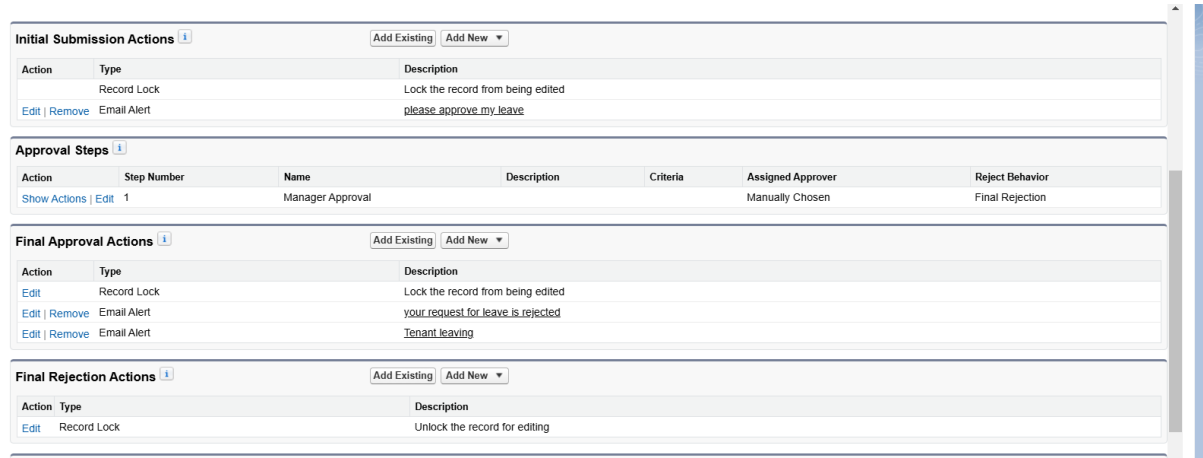 Initial Submission Actions i Add Existing Add New
Action Type Description
Record Lock Lock the record from being edited
Edit | Remove Email Alert please approve my leave
Approval Steps i
Action Step Number Name Description Criteria Assigned Approver Reject Behavior
Show Actions | Edit 1 Manager Approval Manually Chosen Final Rejection
Final Approval Actions i Add Existing Add New
Action Type Description
Edit Record Lock Lock the record from being edited
Edit | Remove Email Alert your request for leave is rejected
Edit | Remove Email Alert Tenant leaving
Final Rejection Actions i Add Existing Add New
Action Type Description
Edit Record Lock Unlock the record for editing